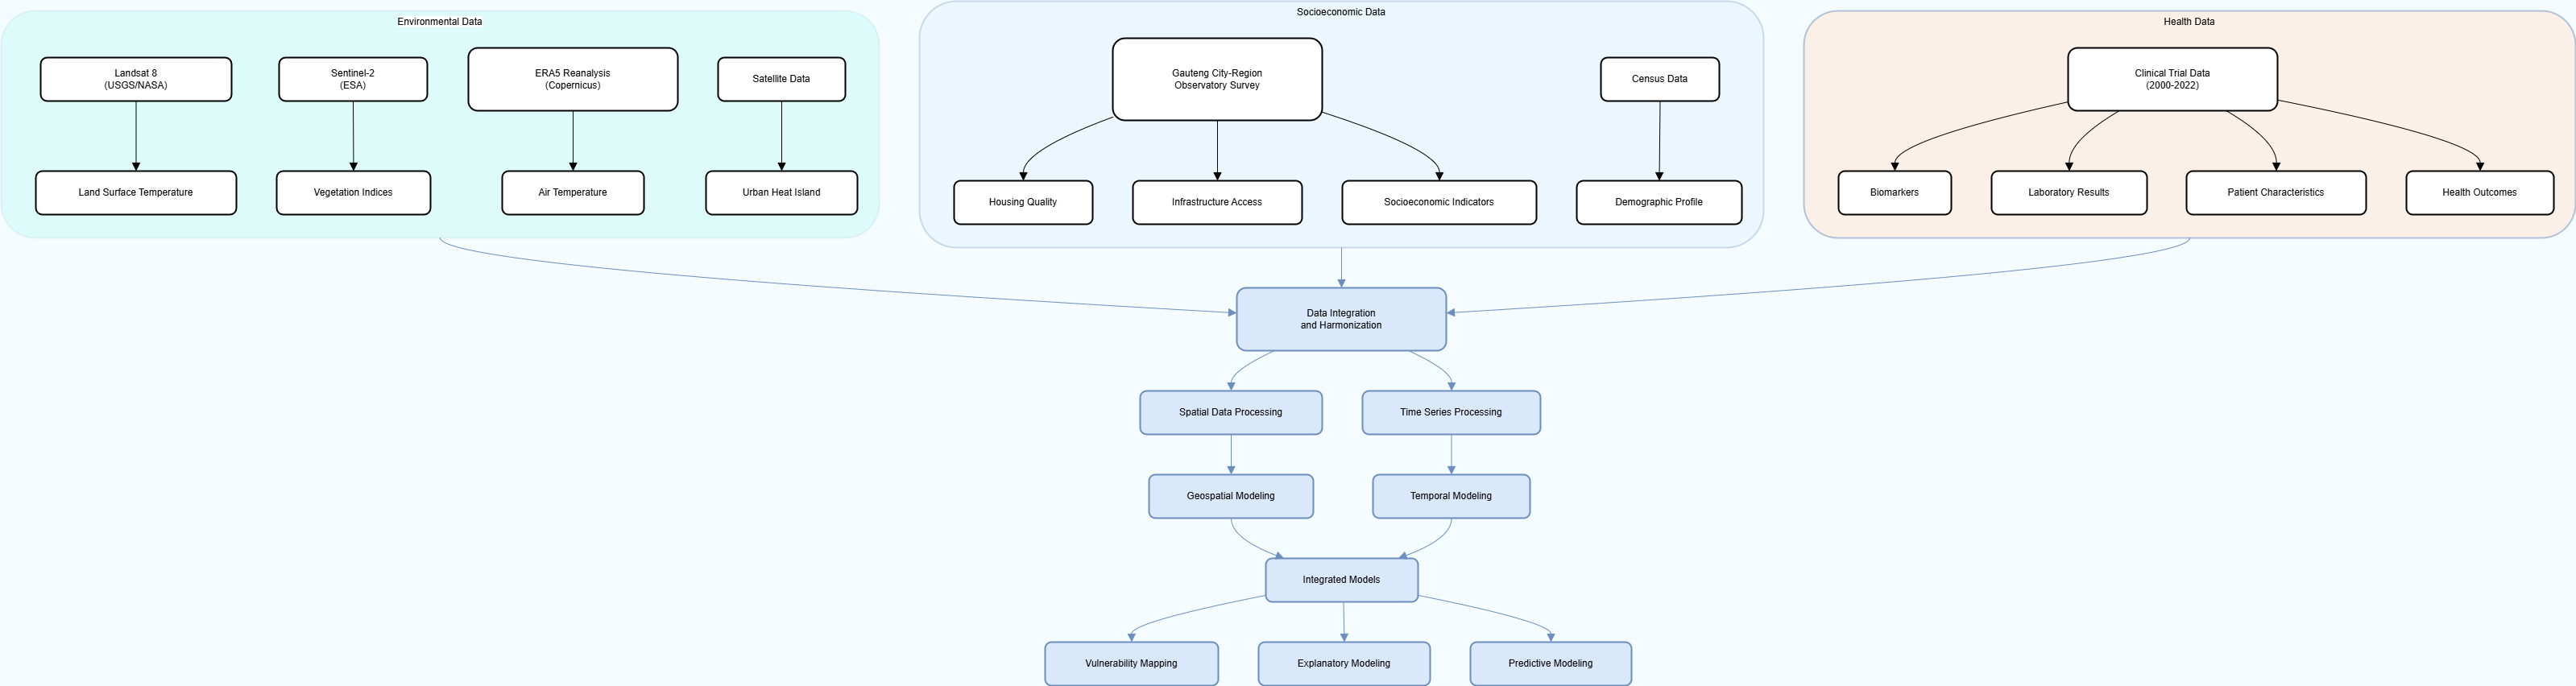 Environmental Data
Landsat 8
(USGS/NASA)
Sentinel-2
(ESA)
ERA5 Reanalysis
(Copernicus)
Satellite Data
Land Surface Temperature
Vegetation Indices
Air Temperature
Urban Heat Island
Socioeconomic Data
Gauteng City-Region
Observatory Survey
Census Data
Housing Quality
Infrastructure Access
Socioeconomic Indicators
Demographic Profile
Health Data
Clinical Trial Data
(2000-2022)
Biomarkers
Laboratory Results
Patient Characteristics
Health Outcomes
Data Integration
and Harmonization
Spatial Data Processing
Time Series Processing
Geospatial Modeling
Temporal Modeling
Integrated Models
Vulnerability Mapping
Explanatory Modeling
Predictive Modeling